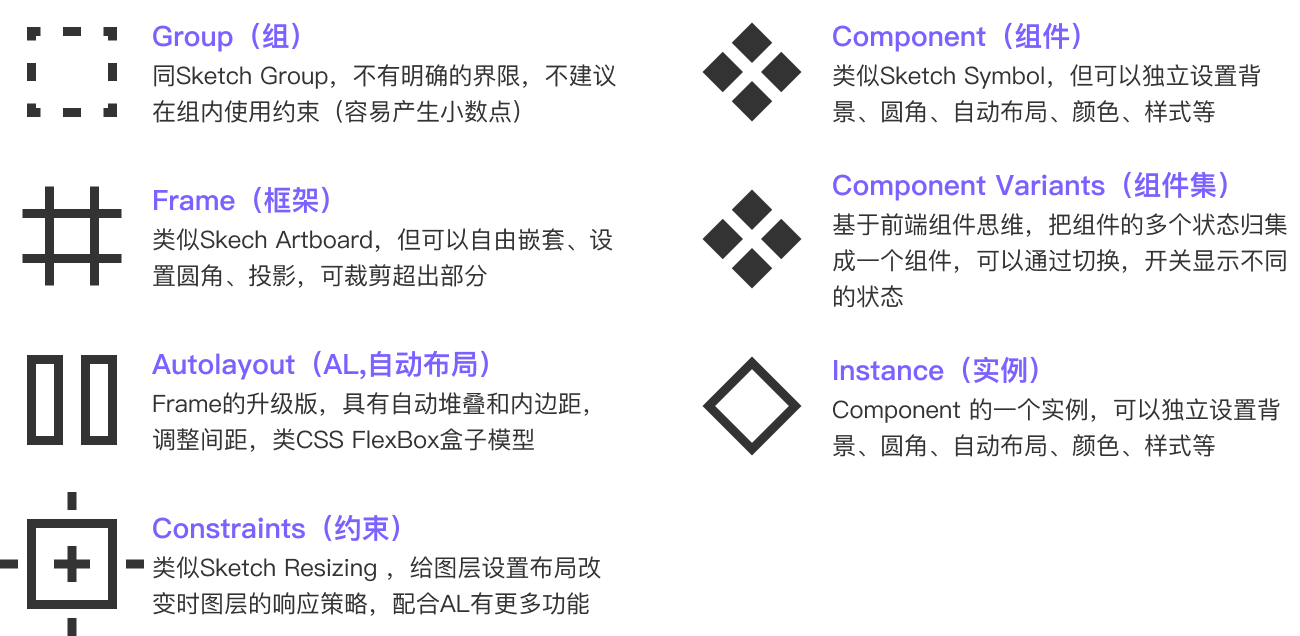 Group（组）
同Sketch Group，不有明确的界限，不建议
在组内使用约束（容易产生小数点）
Frame（框架）
类似Skech Artboard，但可以自由嵌套、设
置圆角、投影，可裁剪超出部分
Autolayout（AL,自动布局）
Frame的升级版，具有自动堆叠和内边距，
调整间距，类CSS FlexBox盒子模型
Constraints（约束）
类似Sketch Resizing ，给图层设置布局改
变时图层的响应策略，配合AL有更多功能
Component（组件）
类似Sketch Symbol，但可以独立设置背
景、圆角、自动布局、颜色、样式等
Component Variants（组件集）
基于前端组件思维，把组件的多个状态归集
成一个组件，可以通过切换，开关显示不同
的状态
Instance（实例）
Component 的一个实例，可以独立设置背
景、圆角、自动布局、颜色、样式等